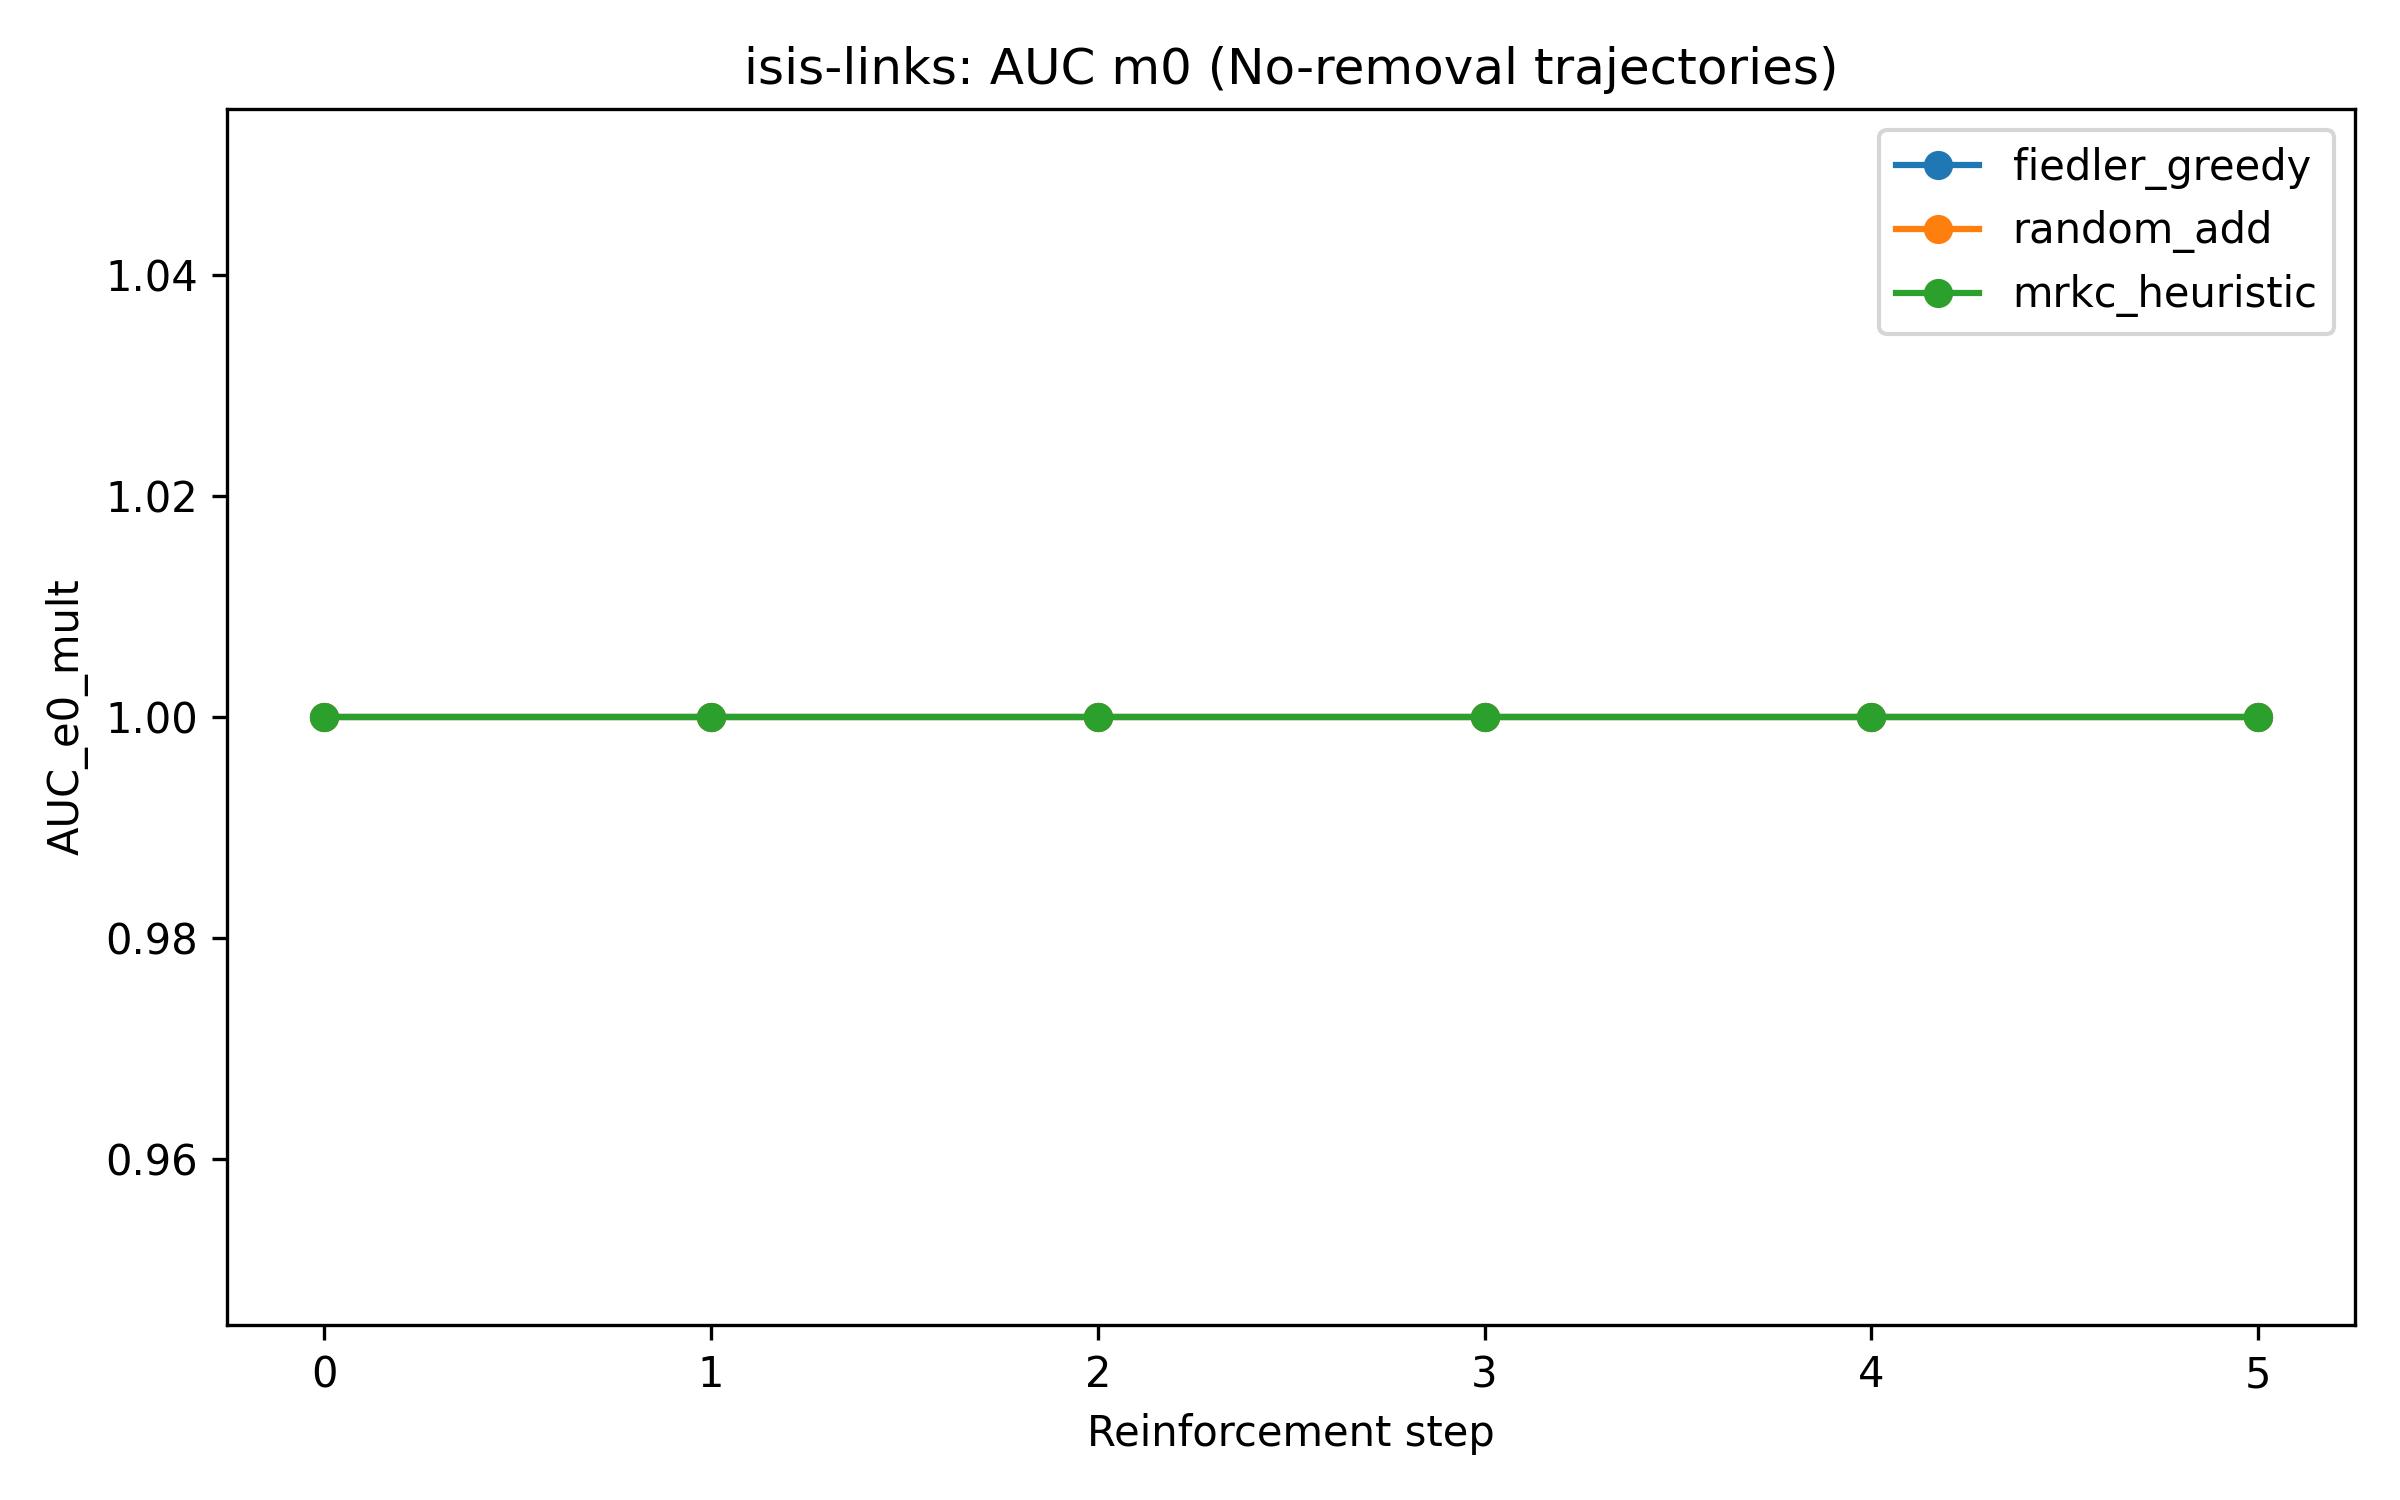 isis-links: AUC m0 (No-removal trajectories)
fiedler_greedy
random_add
mrkc_heuristic
AUC_e0_mult
1.04
1.02
1.00
0.98
0.96
0 1 2 3 4 5
Reinforcement step